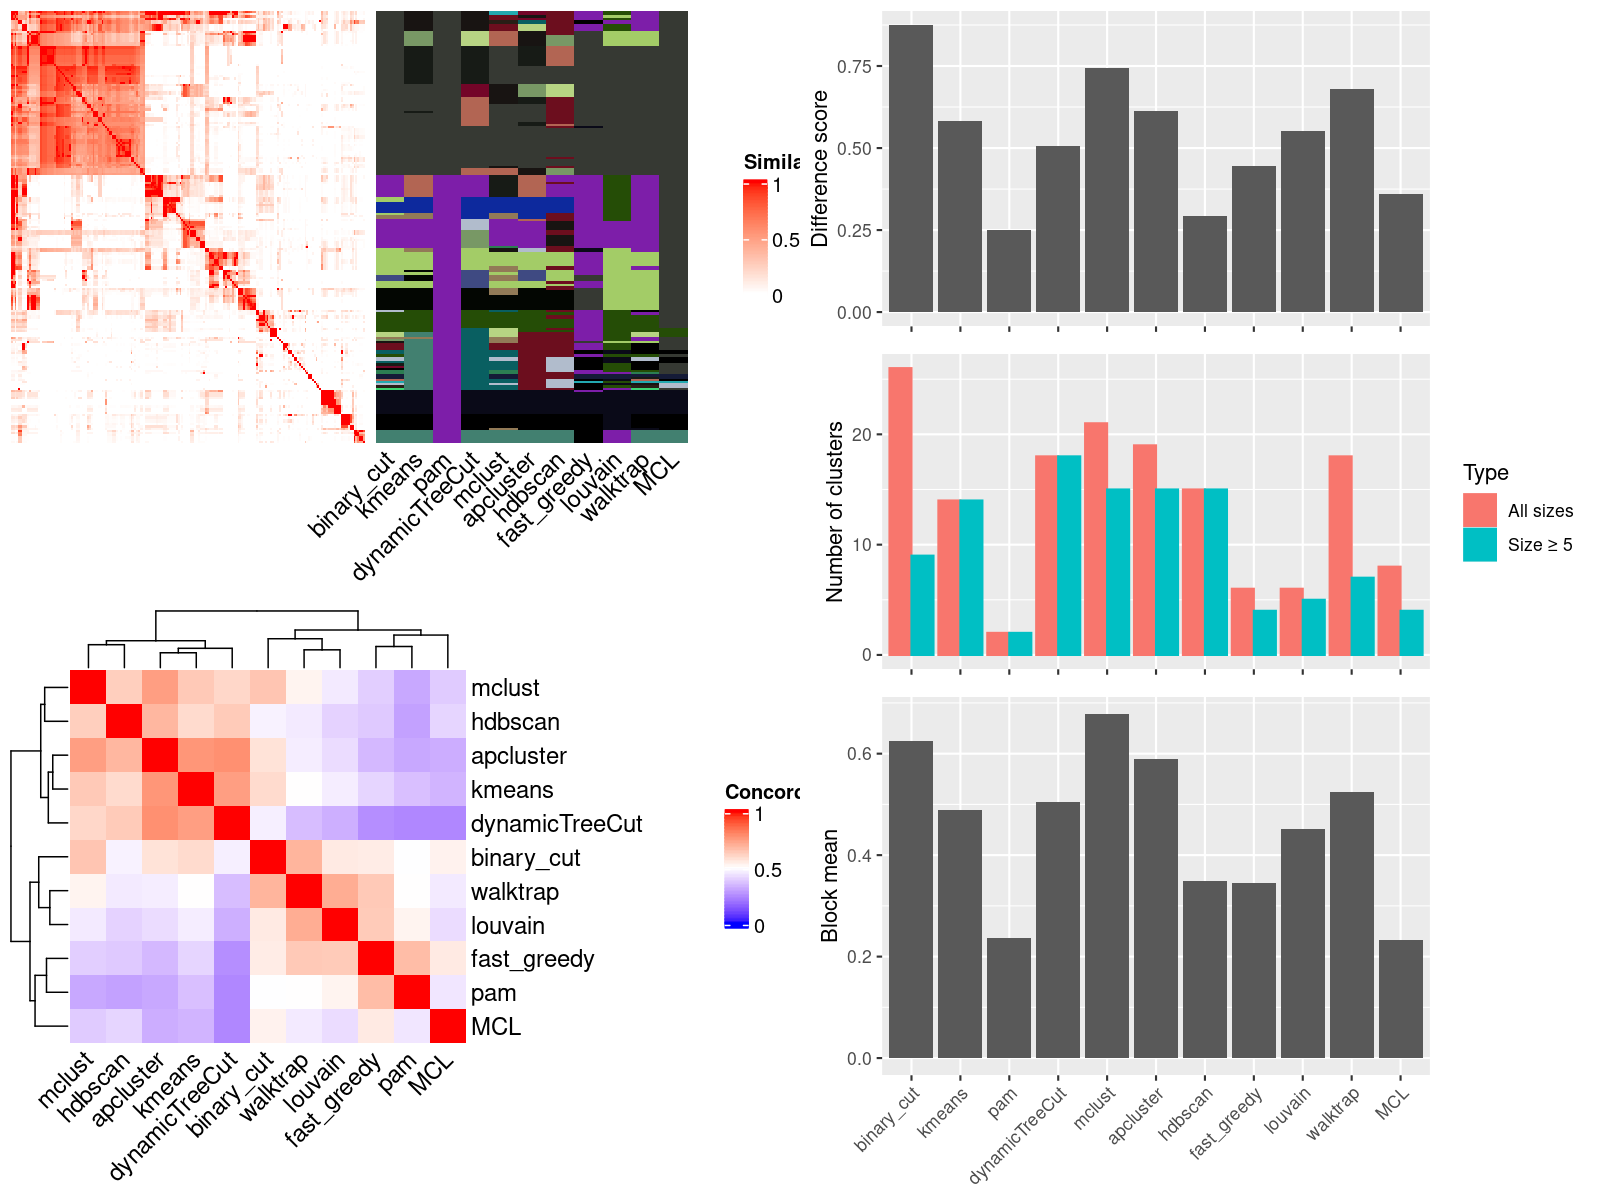 binary_cut
kmeans
pam
dynamicTreeCut
mclust
apcluster
hdbscan
fast_greedy
louvain
walktrap
MCL
Simila
1
0.5
0
mclust
hdbscan
apcluster
kmeans
dynamicTreeCut
binary_cut
walktrap
louvain
fast_greedy
pam
MCL
mclust
hdbscan
apcluster
kmeans
dynamicTreeCut
binary_cut
walktrap
louvain
fast_greedy
pam
MCL
Concord
1
0.5
0
Difference score
0.75
0.50
0.25
0.00
Number of clusters
20
10
0
Type
All sizes
Size ≥ 5
Block mean
0.6
0.4
0.2
0.0
binary_cut
kmeans
pam
dynamicTreeCut
mclust
apcluster
hdbscan
fast_greedy
louvain
walktrap
MCL